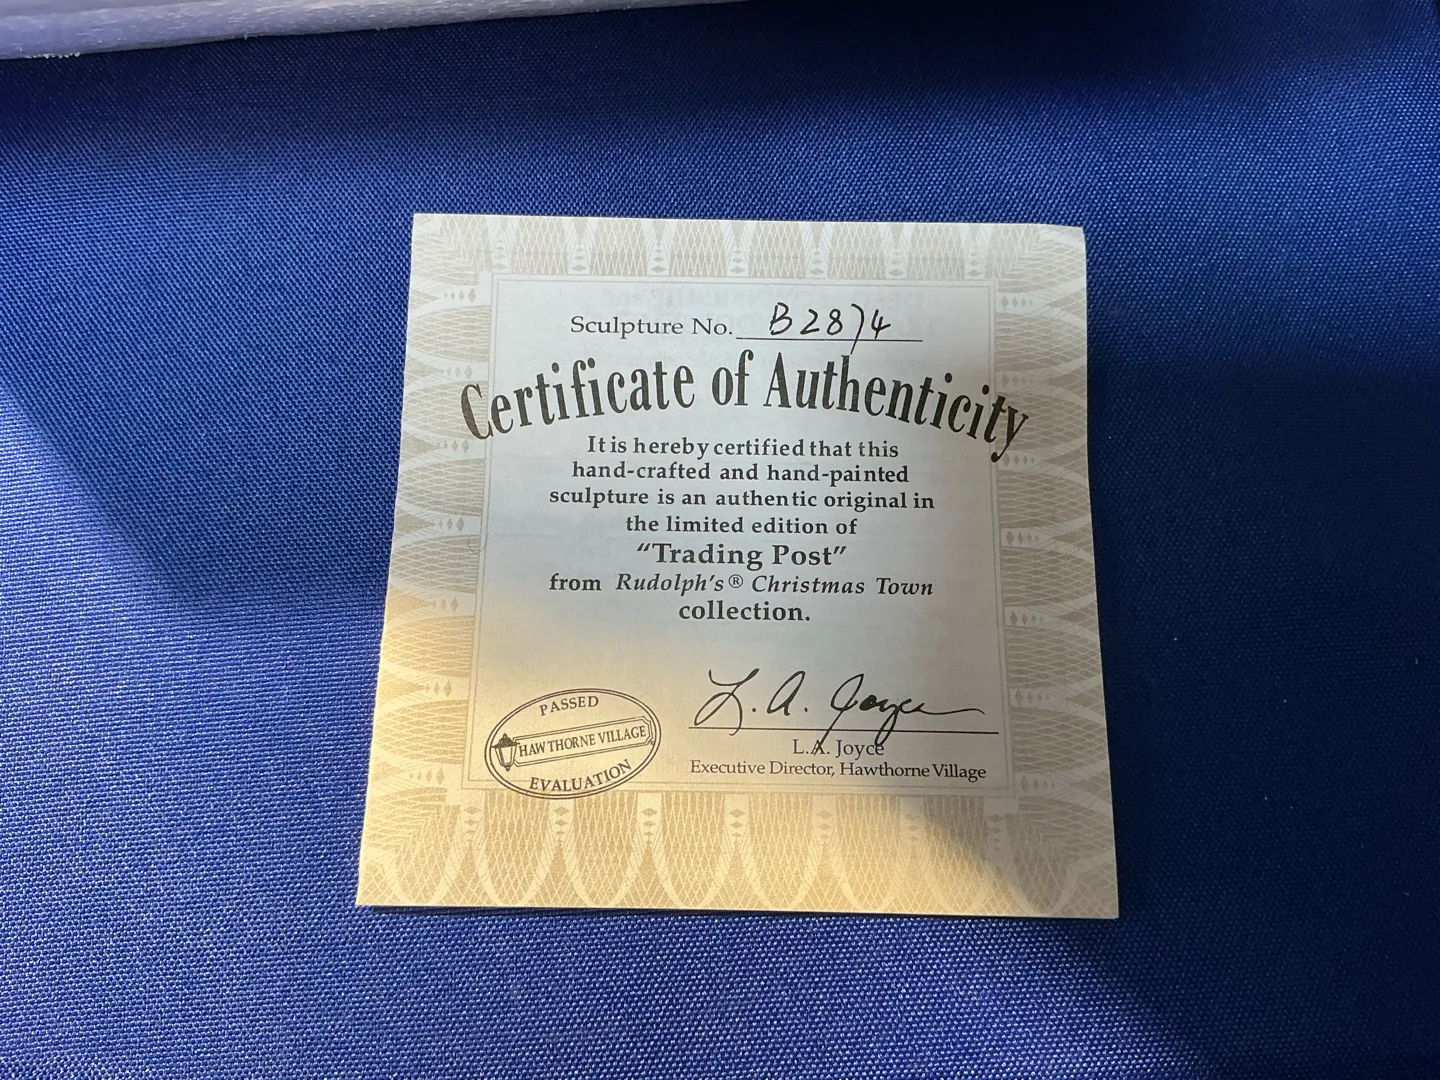 Sculpture No. B2874
Certificate of Authenticity
It is hereby certified that this
hand-crafted and hand-painted
sculpture is an authentic original in
the limited edition of
"Trading Post"
from Rudolph's® Christmas Town
collection.
L.A. Joyce
L.A. Joyce
Executive Director, Hawthorne Village
PASSED
HAWTHORNE VILLAGE
EVALUATION